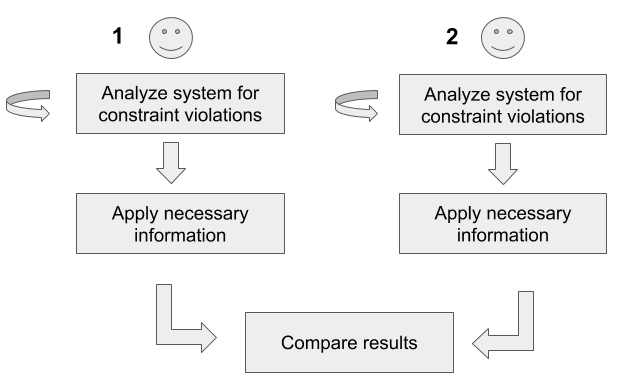 1
Analyze system for
constraint violations
Apply necessary
information
2
Analyze system for
constraint violations
Apply necessary
information
Compare results